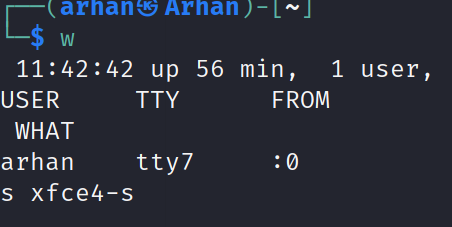 ┌──(arhan㉿Arhan)-[~]
└─$ w
11:42:42 up 56 min,  1 user,
USER     TTY      FROM
WHAT
arhan    tty7     :0
s xfce4-s